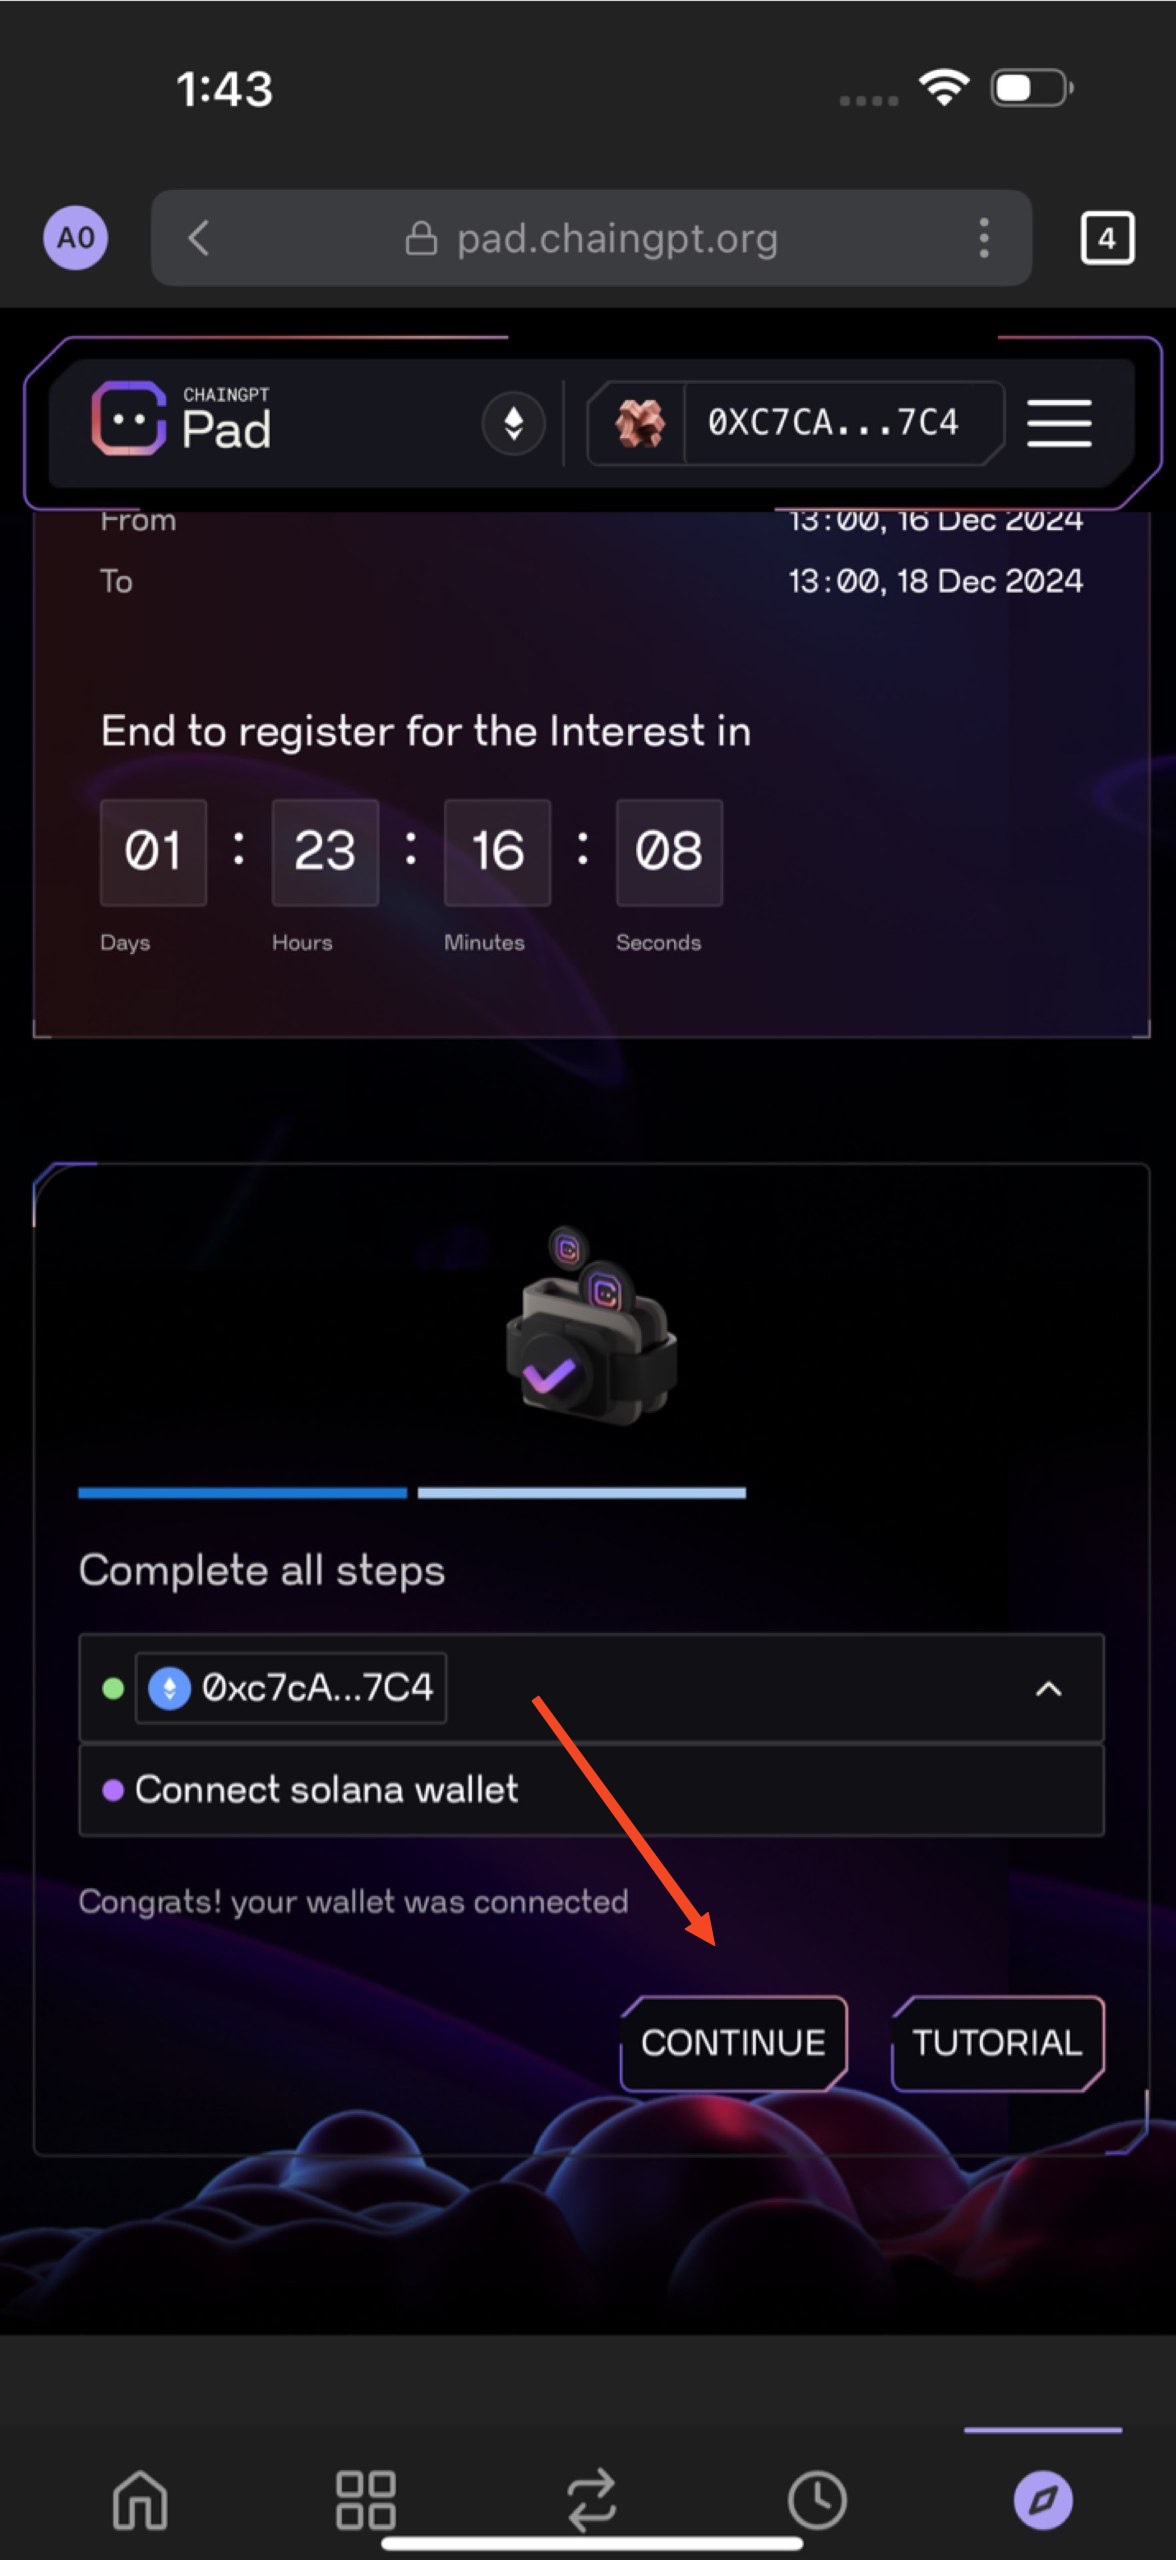 1:43
A0
pad.chaingpt.org
4
CHAINGPT
Pad
0XC7CA...7C4
From
13:00, 16 Dec 2024
To
13:00, 18 Dec 2024
End to register for the Interest in
01 : 23 : 16 : 08
Days Hours Minutes Seconds
Complete all steps
0xc7cA...7C4
Connect solana wallet
Congrats! your wallet was connected
CONTINUE
TUTORIAL